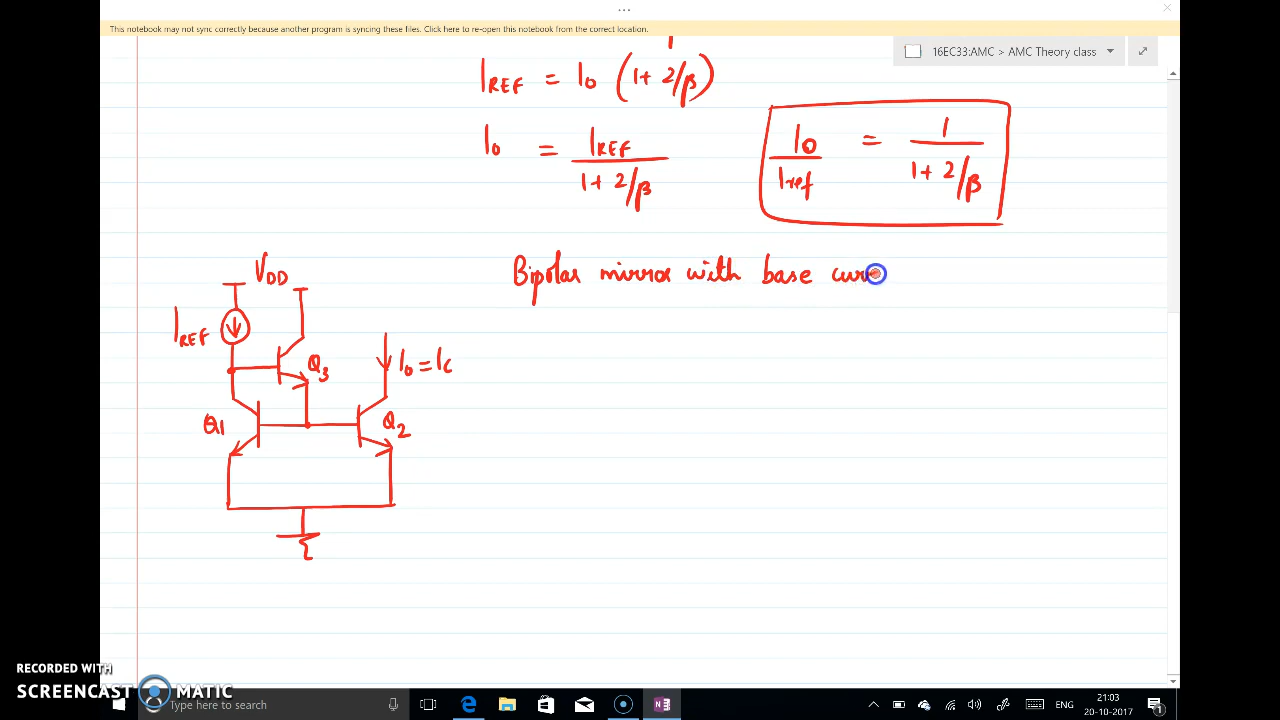 ...
This notebook may not sync correctly because another program is syncing these files. Click here to re-open this notebook from the correct location.
16EC33:AMC > AMC Theory class
1
IREF = I0 (1 + 2/β)
I0 = IREF / 1 + 2/β
I0 / Iref = 1 / 1 + 2/β
Bipolar mirror with base curr
VDD
IREF
Q3
I0 = IC
Q1
Q2
RECORDED WITH
SCREENCAST MATIC
Type here to search
ENG
21:03
20-10-2017
1